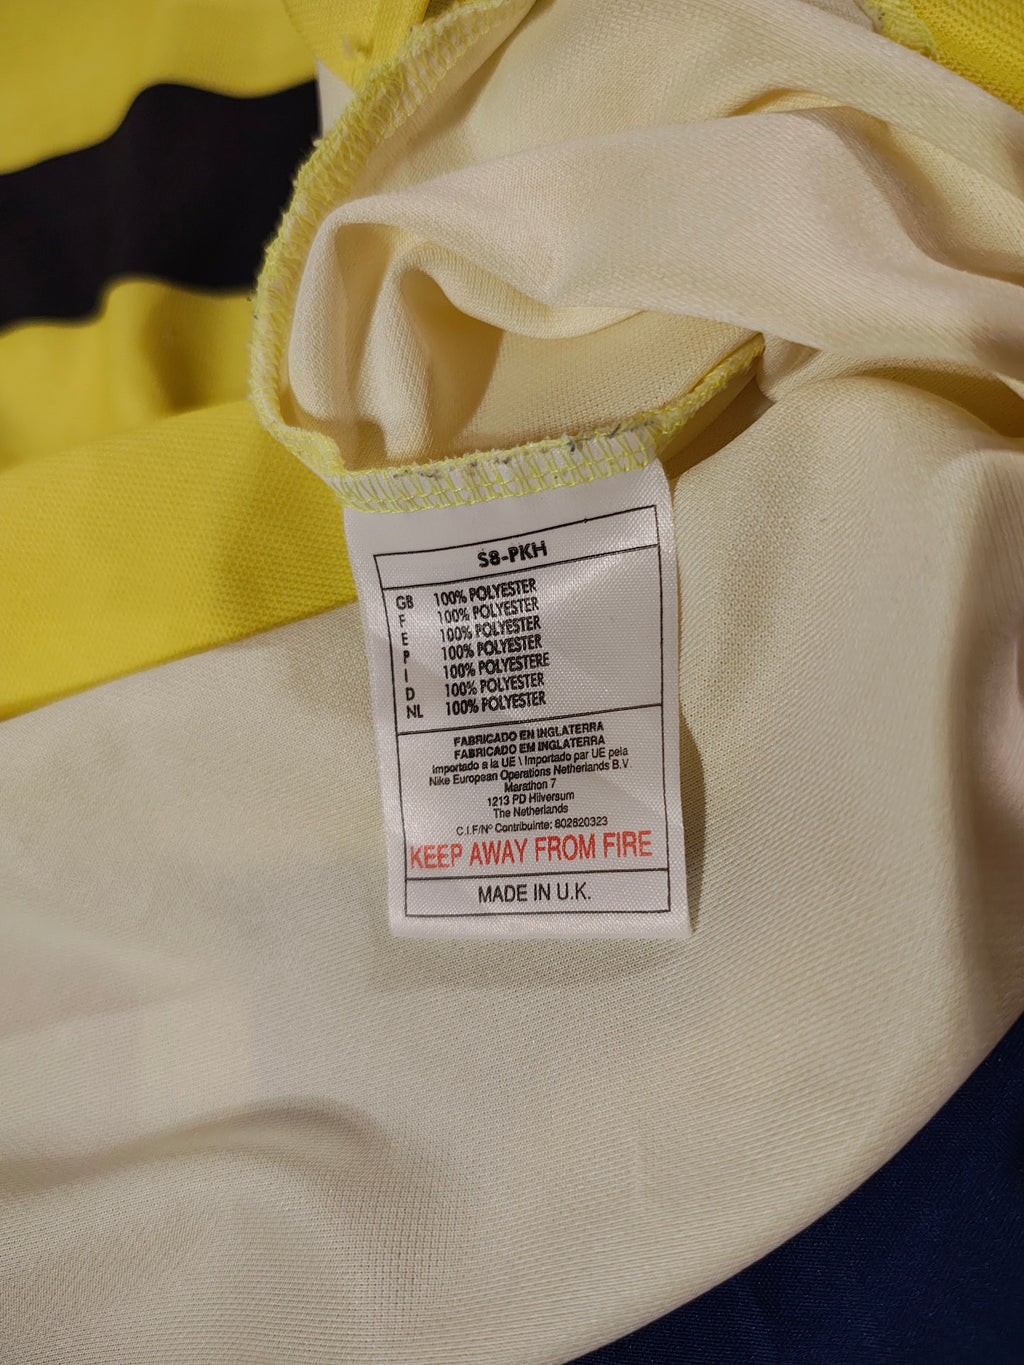 S8-PKH
GB 100% POLYESTER
F 100% POLYESTER
E 100% POLYESTER
P 100% POLYESTER
I 100% POLYESTERE
D 100% POLYESTER
NL 100% POLYESTER
FABRICADO EN INGLATERRA
FABRICADO EM INGLATERRA
Importado a la UE \ Importado par UE pela
Nike European Operations Netherlands B.V.
Marathon 7
1213 PD Hilversum
The Netherlands
C.I.F/Nº Contribuinte: 802820323
KEEP AWAY FROM FIRE
MADE IN U.K.